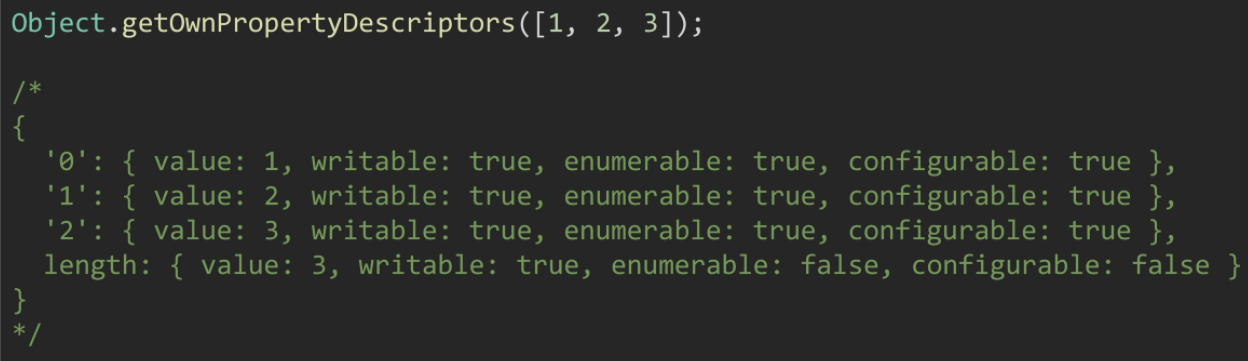 Object.getOwnPropertyDescriptors([1, 2, 3]);
/*
{
  '0': { value: 1, writable: true, enumerable: true, configurable: true },
  '1': { value: 2, writable: true, enumerable: true, configurable: true },
  '2': { value: 3, writable: true, enumerable: true, configurable: true },
  length: { value: 3, writable: true, enumerable: false, configurable: false }
}
*/